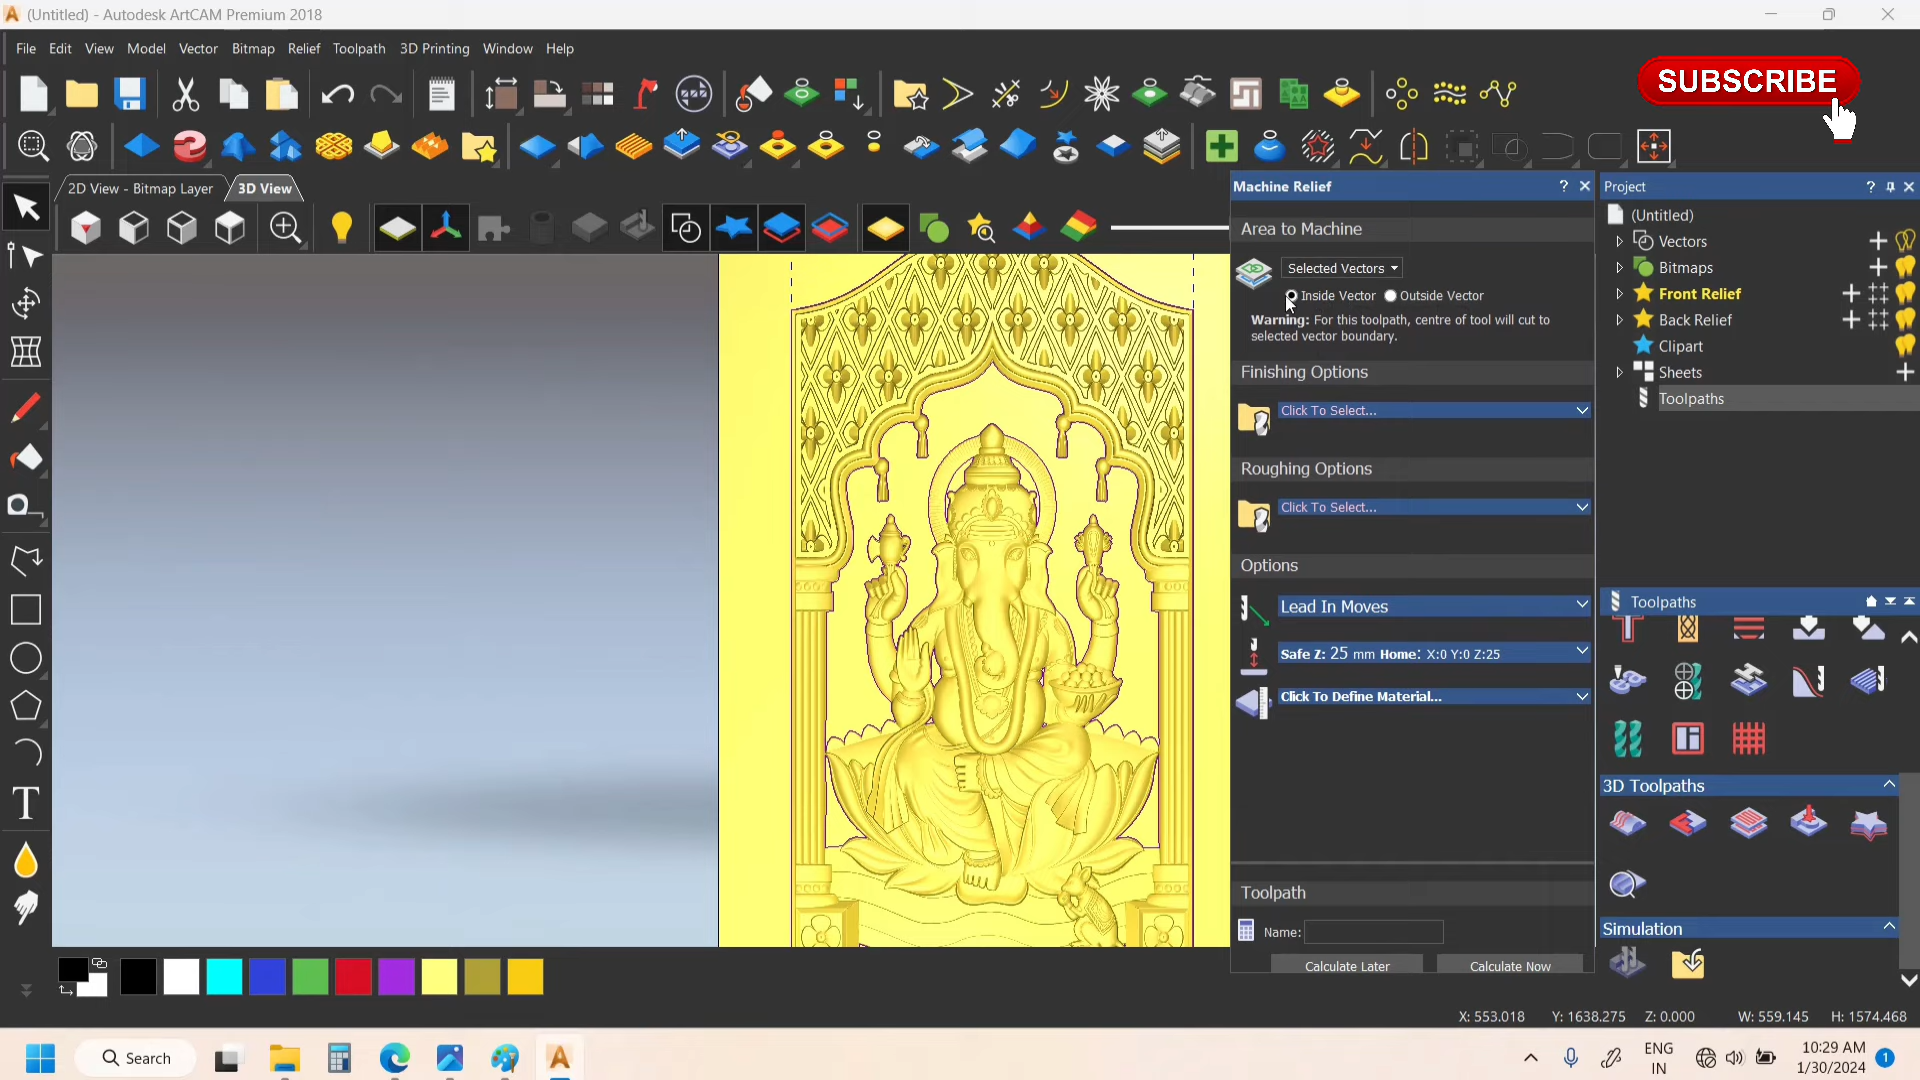 (Untitled) - Autodesk ArtCAM Premium 2018
File Edit View Model Vector Bitmap Relief Toolpath 3D Printing Window Help
SUBSCRIBE
2D View - Bitmap Layer 3D View
Machine Relief ? ×
Area to Machine
Selected Vectors
Inside Vector Outside Vector
Warning: For this toolpath, centre of tool will cut to
selected vector boundary.
Finishing Options
Click To Select...
Roughing Options
Click To Select...
Options
Lead In Moves
Safe Z: 25 mm Home: X:0 Y:0 Z:25
Click To Define Material...
Toolpath
Name:
Calculate Later Calculate Now
Project ?
(Untitled)
Vectors
Bitmaps
Front Relief
Back Relief
Clipart
Sheets
Toolpaths
Toolpaths
3D Toolpaths
Simulation
X: 553.018 Y: 1638.275 Z: 0.000 W: 559.145 H: 1574.468
Search
ENG
IN
10:29 AM
1/30/2024
1